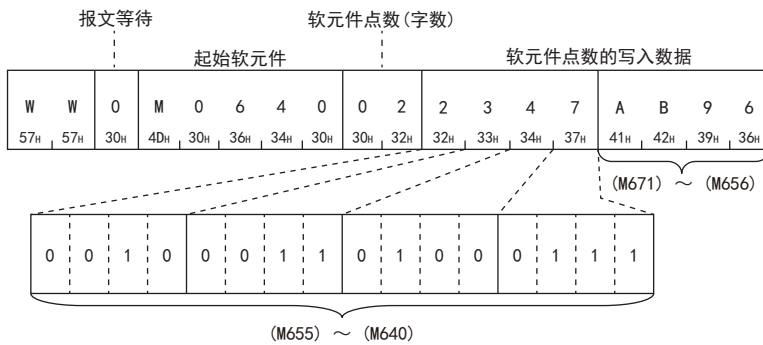 报文等待 软元件点数(字数)
起始软元件 软元件点数的写入数据
W W 0 M 0 6 4 0 0 2 2 3 4 7 A B 9 6
57H 57H 30H 4DH 30H 36H 34H 30H 30H 32H 32H 33H 34H 37H 41H 42H 39H 36H
(M671) ～ (M656)
0 0 1 0 0 0 1 1 0 1 0 0 0 1 1 1
(M655) ～ (M640)